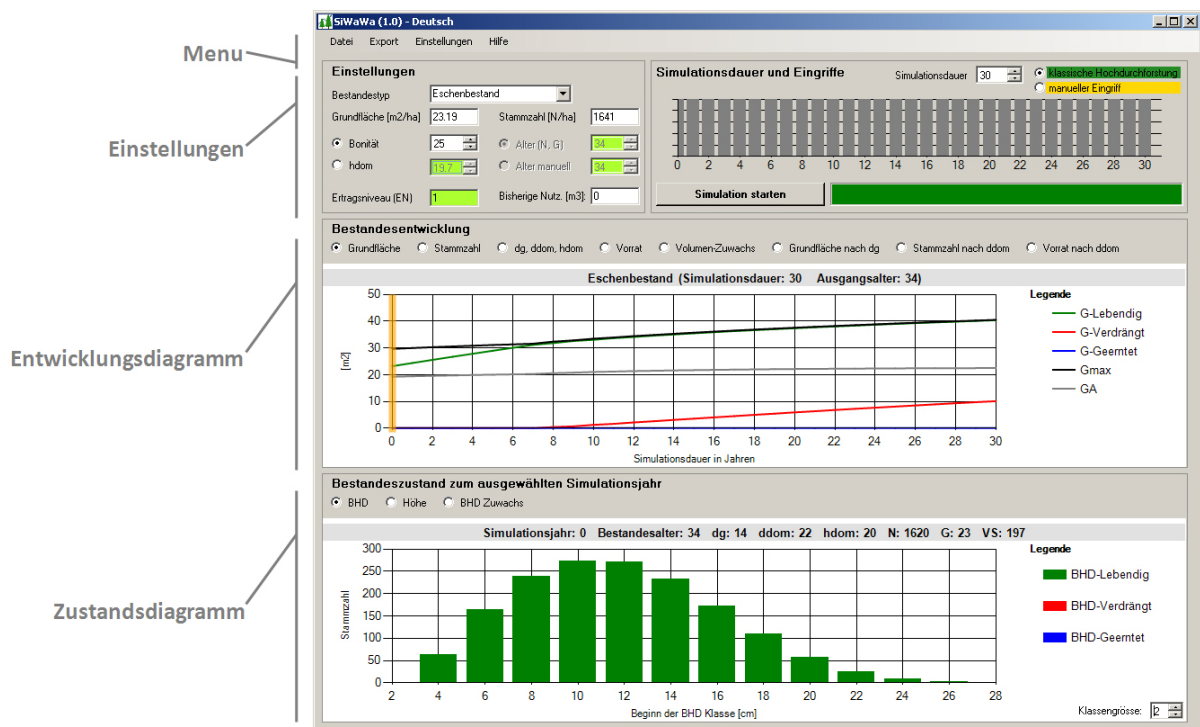 SiWaWa (1.0) - Deutsch
Datei Export Einstellungen Hilfe
Menu
Einstellungen
Entwicklungsdiagramm
Zustandsdiagramm
Einstellungen
Bestandestyp Eschenbestand
Grundfläche [m2/ha] 23.19 Stammzahl [N/ha] 1641
Bonität 25 Alter (N, G) 34
hdom 19.7 Alter manuell 34
Ertragsniveau (EN) 1 Bisherige Nutz. [m3]: 0
Simulationsdauer und Eingriffe Simulationsdauer 30 klassische Hochdurchforstung
manueller Eingriff
0 2 4 6 8 10 12 14 16 18 20 22 24 26 28 30
Simulation starten
Bestandesentwicklung
Grundfläche Stammzahl dg, ddom, hdom Vorrat Volumen-Zuwachs Grundfläche nach dg Stammzahl nach ddom Vorrat nach ddom
Eschenbestand (Simulationsdauer: 30 Ausgangsalter: 34)
50
40
30
20
10
0
[m2]
0 2 4 6 8 10 12 14 16 18 20 22 24 26 28 30
Simulationsdauer in Jahren
Legende
G-Lebendig
G-Verdrängt
G-Geerntet
Gmax
GA
Bestandeszustand zum ausgewählten Simulationsjahr
BHD Höhe BHD Zuwachs
Simulationsjahr: 0 Bestandesalter: 34 dg: 14 ddom: 22 hdom: 20 N: 1620 G: 23 VS: 197
300
250
200
150
100
50
0
Stammzahl
2 4 6 8 10 12 14 16 18 20 22 24 26 28
Beginn der BHD Klasse [cm]
Legende
BHD-Lebendig
BHD-Verdrängt
BHD-Geerntet
Klassengrösse: 2